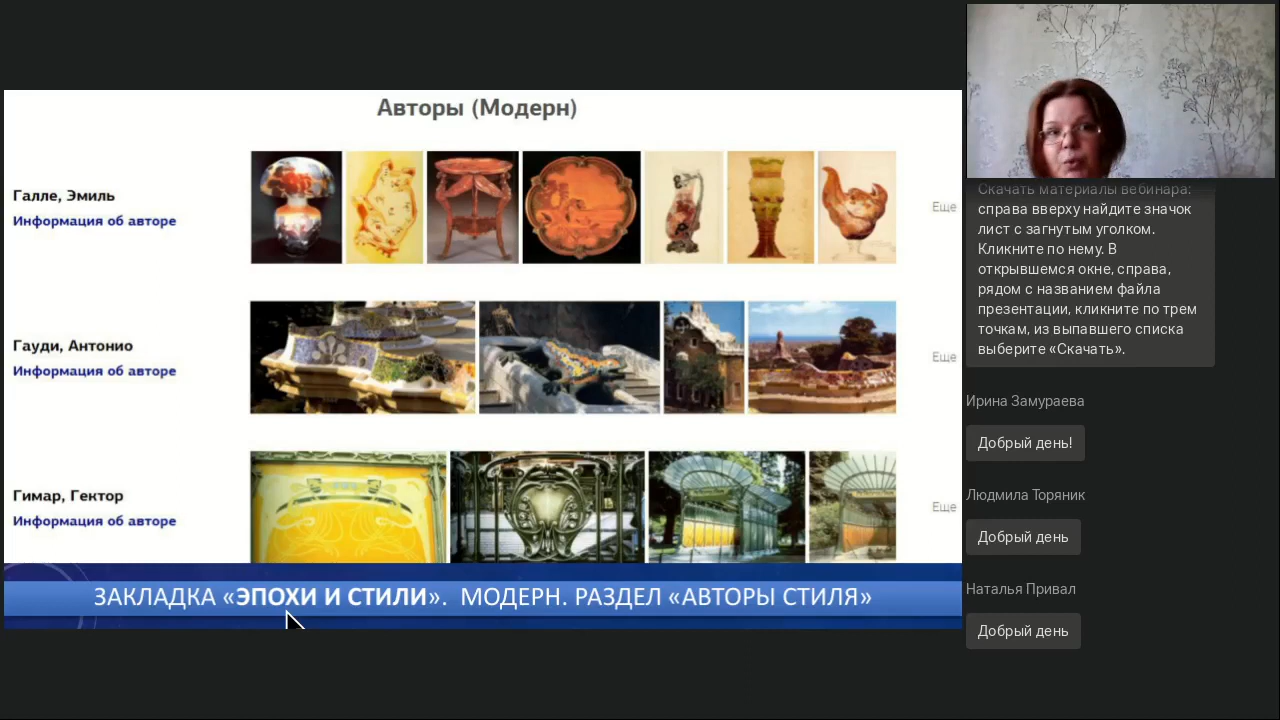 Авторы (Модерн)
Галле, Эмиль
Информация об авторе
Еще
Гауди, Антонио
Информация об авторе
Еще
Гимар, Гектор
Информация об авторе
Еще
ЗАКЛАДКА «ЭПОХИ И СТИЛИ». МОДЕРН. РАЗДЕЛ «АВТОРЫ СТИЛЯ»
Скачать материалы вебинара:
справа вверху найдите значок
лист с загнутым уголком.
Кликните по нему. В
открывшемся окне, справа,
рядом с названием файла
презентации, кликните по трем
точкам, из выпавшего списка
выберите «Скачать».
Ирина Замураева
Добрый день!
Людмила Торяник
Добрый день
Наталья Привал
Добрый день